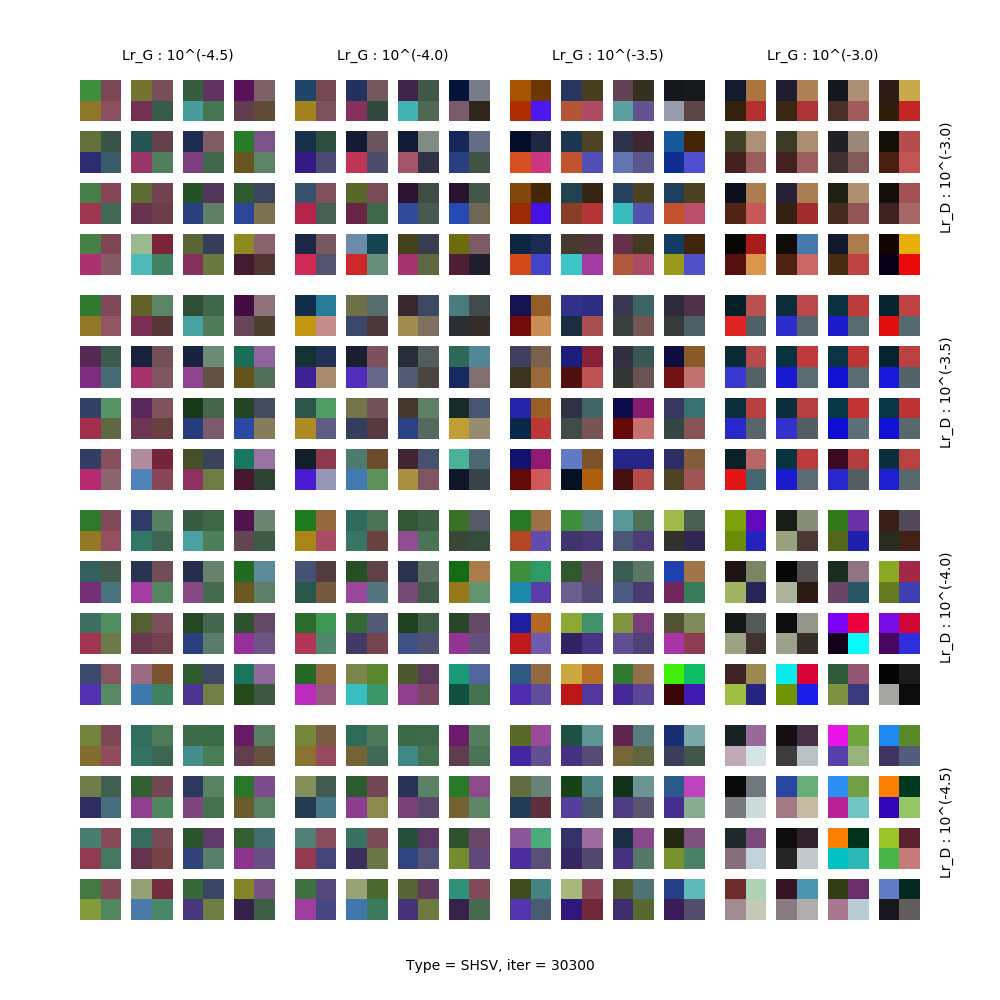 Lr_G : 10^(-4.5)
Lr_G : 10^(-4.0)
Lr_G : 10^(-3.5)
Lr_G : 10^(-3.0)
Lr_D : 10^(-3.0)
Lr_D : 10^(-3.5)
Lr_D : 10^(-4.0)
Lr_D : 10^(-4.5)
Type = SHSV, iter = 30300